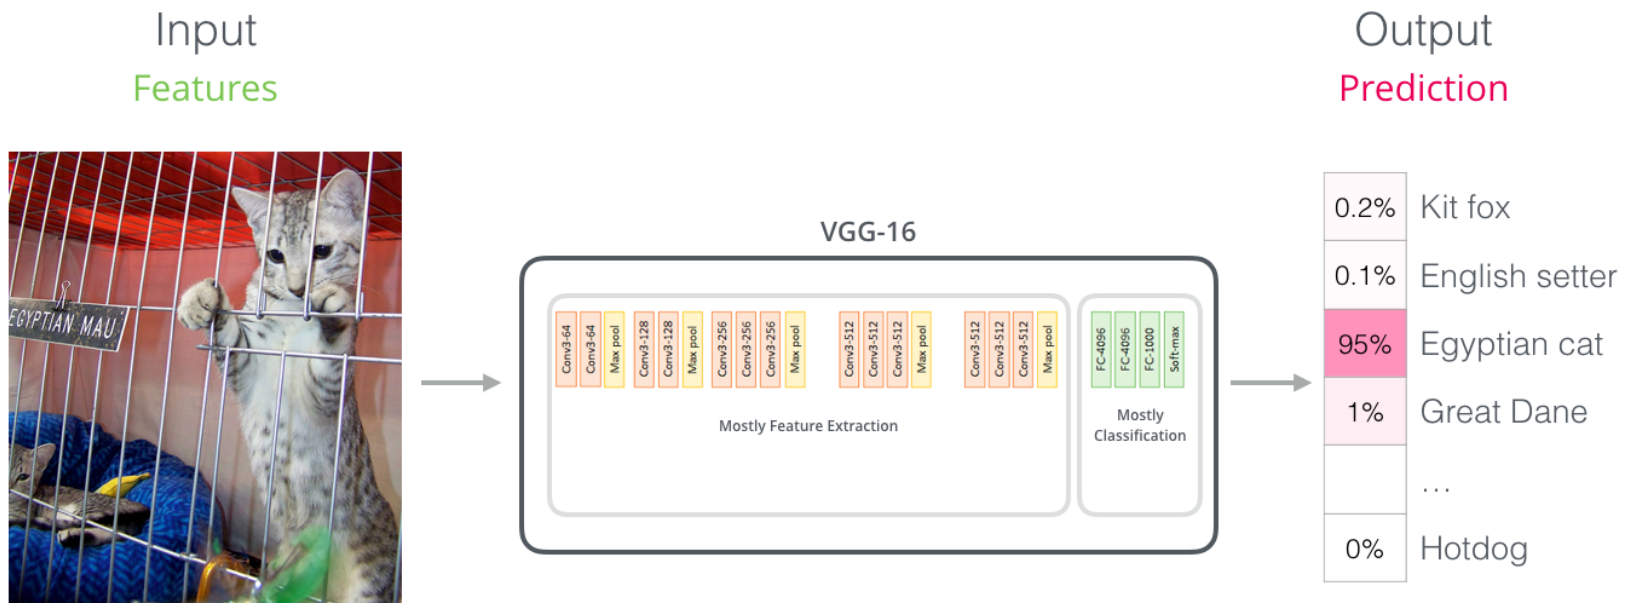 Input
Features
EGYPTIAN MAU
VGG-16
Conv3-64
Conv3-64
Max pool
Conv3-128
Conv3-128
Max pool
Conv3-256
Conv3-256
Conv3-256
Max pool
Conv3-512
Conv3-512
Conv3-512
Max pool
Conv3-512
Conv3-512
Conv3-512
Max pool
Mostly Feature Extraction
FC-4096
FC-4096
FC-1000
Soft-max
Mostly
Classification
Output
Prediction
0.2% Kit fox
0.1% English setter
95% Egyptian cat
1% Great Dane
...
0% Hotdog